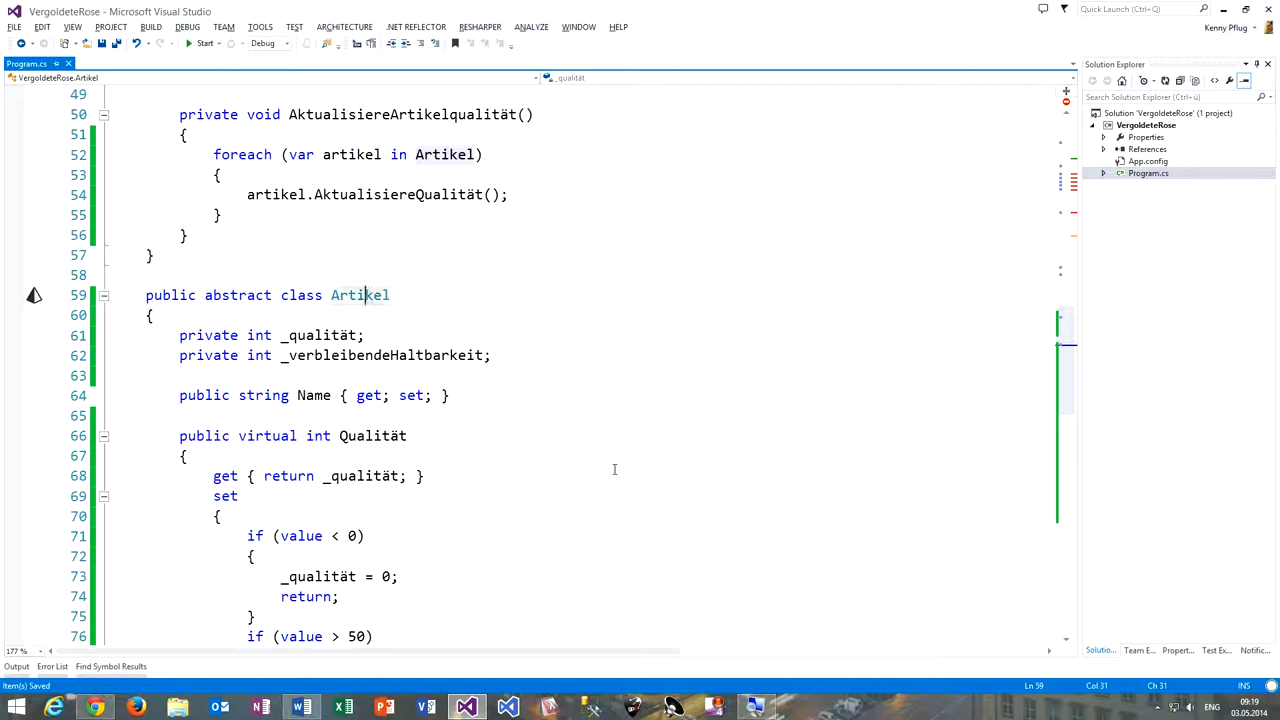 VergoldeteRose - Microsoft Visual Studio
Quick Launch (Ctrl+Q)
FILE EDIT VIEW PROJECT BUILD DEBUG TEAM TOOLS TEST ARCHITECTURE .NET REFLECTOR RESHARPER ANALYZE WINDOW HELP
Kenny Pflug
Start Debug
Program.cs
Solution Explorer
VergoldeteRose.Artikel
_qualität
Search Solution Explorer (Ctrl+ü)
Solution 'VergoldeteRose' (1 project)
VergoldeteRose
Properties
References
App.config
Program.cs
49
50 private void AktualisiereArtikelqualität()
51 {
52 foreach (var artikel in Artikel)
53 {
54 artikel.AktualisiereQualität();
55 }
56 }
57 }
58
59 public abstract class Artikel
60 {
61 private int _qualität;
62 private int _verbleibendeHaltbarkeit;
63
64 public string Name { get; set; }
65
66 public virtual int Qualität
67 {
68 get { return _qualität; }
69 set
70 {
71 if (value < 0)
72 {
73 _qualität = 0;
74 return;
75 }
76 if (value > 50)
177 %
Solutio... Team E... Propert... Test Ex... Notific...
Output Error List Find Symbol Results
Item(s) Saved
Ln 59 Col 31 Ch 31 INS
ENG
09:19
03.05.2014